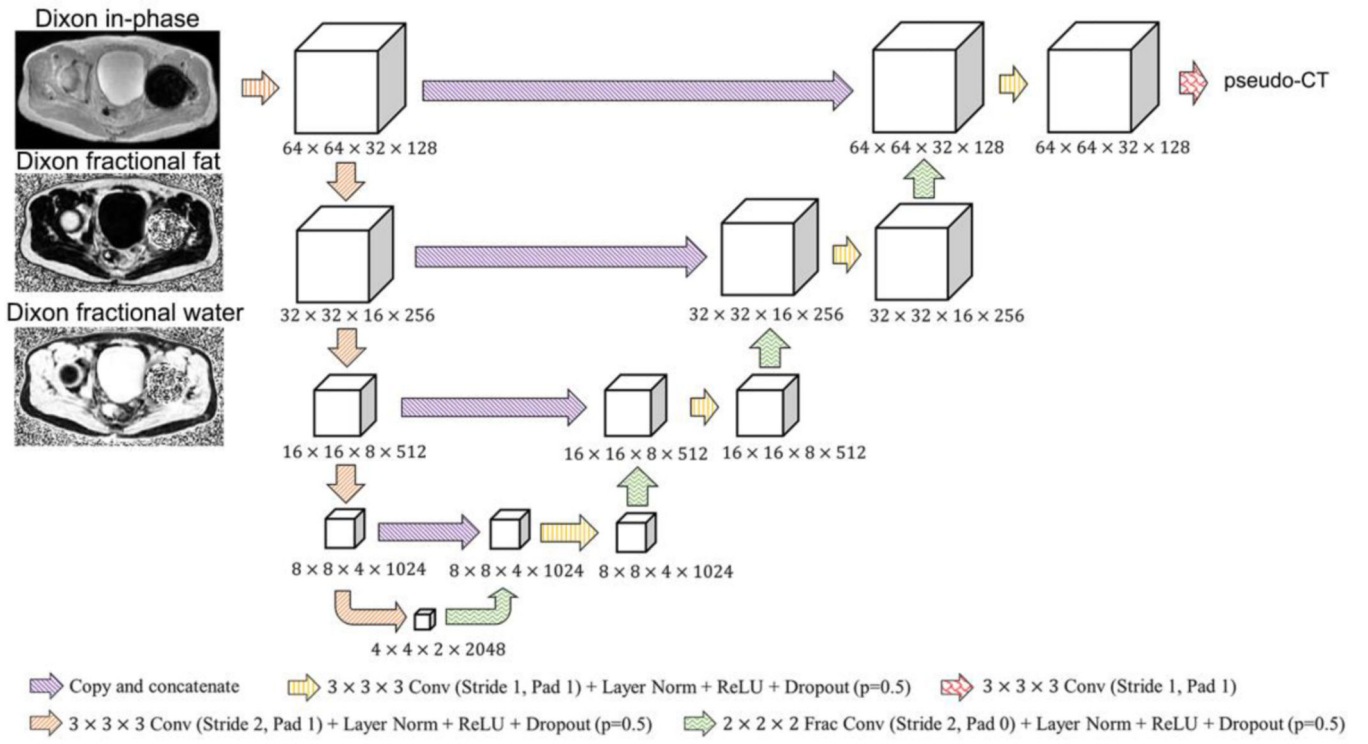 Dixon in-phase
pseudo-CT
64 × 64 × 32 × 128
64 × 64 × 32 × 128
64 × 64 × 32 × 128
Dixon fractional fat
32 × 32 × 16 × 256
32 × 32 × 16 × 256
32 × 32 × 16 × 256
Dixon fractional water
16 × 16 × 8 × 512
16 × 16 × 8 × 512
16 × 16 × 8 × 512
8 × 8 × 4 × 1024
8 × 8 × 4 × 1024
8 × 8 × 4 × 1024
4 × 4 × 2 × 2048
Copy and concatenate
3 × 3 × 3 Conv (Stride 1, Pad 1) + Layer Norm + ReLU + Dropout (p=0.5)
3 × 3 × 3 Conv (Stride 1, Pad 1)
3 × 3 × 3 Conv (Stride 2, Pad 1) + Layer Norm + ReLU + Dropout (p=0.5)
2 × 2 × 2 Frac Conv (Stride 2, Pad 0) + Layer Norm + ReLU + Dropout (p=0.5)